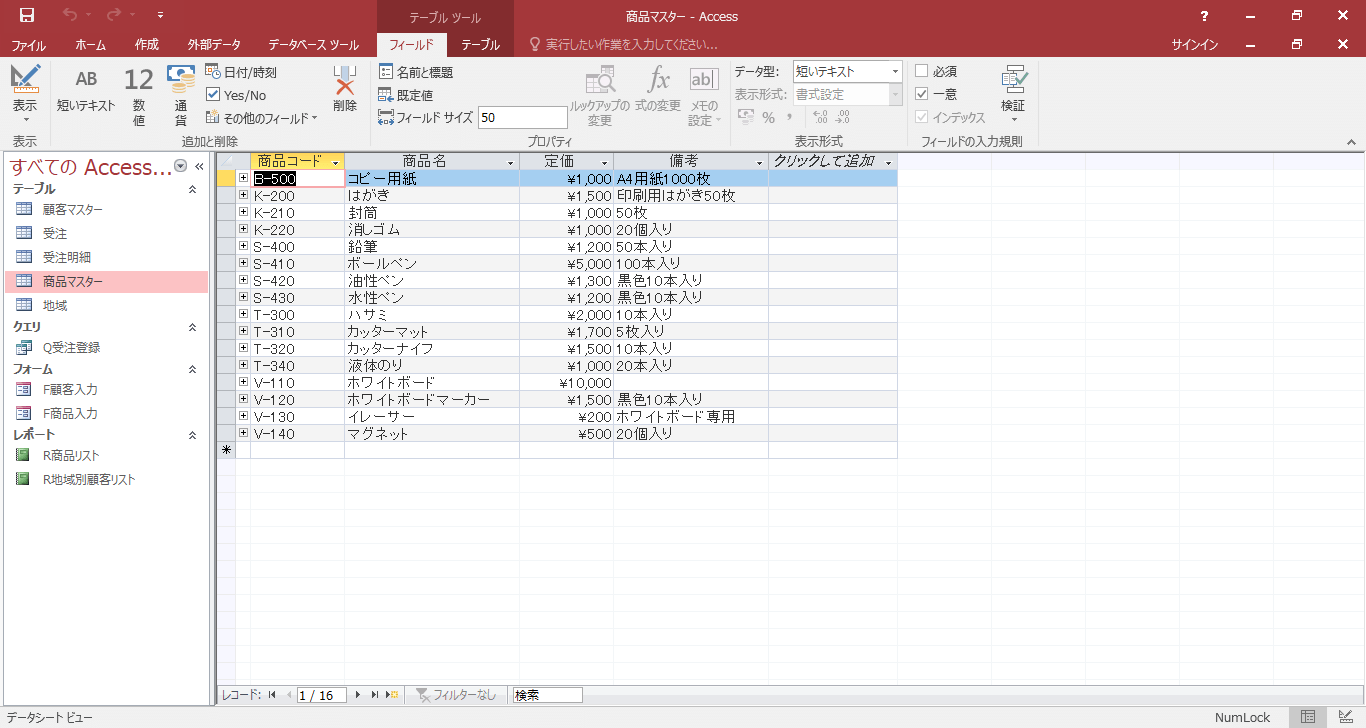 テーブル ツール
商品マスター - Access
ファイル ホーム 作成 外部データ データベース ツール フィールド テーブル 実行したい作業を入力してください... サインイン
表示
AB 短いテキスト
12 数値
通貨
日付/時刻
Yes/No
その他のフィールド
削除
名前と標題
既定値
フィールド サイズ 50
ルックアップの変更
fx 式の変更
ab| メモの設定
データ型: 短いテキスト
表示形式: 書式設定
% ,
必須
一意
インデックス
検証
表示 追加と削除 プロパティ 表示形式 フィールドの入力規則
すべての Access...
テーブル
顧客マスター
受注
受注明細
商品マスター
地域
クエリ
Q受注登録
フォーム
F顧客入力
F商品入力
レポート
R商品リスト
R地域別顧客リスト
商品コード 商品名 定価 備考 クリックして追加
B-500 コピー用紙 ¥1,000 A4用紙1000枚
K-200 はがき ¥1,500 印刷用はがき50枚
K-210 封筒 ¥1,000 50枚
K-220 消しゴム ¥1,000 20個入り
S-400 鉛筆 ¥1,200 50本入り
S-410 ボールペン ¥5,000 100本入り
S-420 油性ペン ¥1,300 黒色10本入り
S-430 水性ペン ¥1,200 黒色10本入り
T-300 ハサミ ¥2,000 10本入り
T-310 カッターマット ¥1,700 5枚入り
T-320 カッターナイフ ¥1,500 10本入り
T-340 液体のり ¥1,000 20本入り
V-110 ホワイトボード ¥10,000
V-120 ホワイトボードマーカー ¥1,500 黒色10本入り
V-130 イレーサー ¥200 ホワイトボード専用
V-140 マグネット ¥500 20個入り
レコード: 1 / 16 フィルターなし 検索
データシート ビュー NumLock